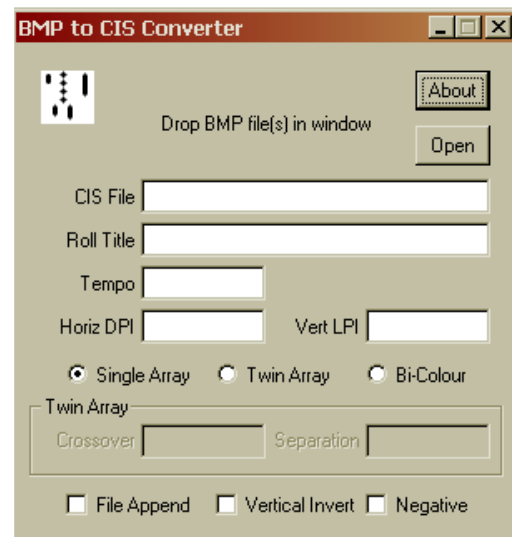 BMP to CIS Converter
About
Drop BMP file(s) in window
Open
CIS File
Roll Title
Tempo
Horiz DPI Vert LPI
Single Array Twin Array Bi-Colour
Twin Array
Crossover Separation
File Append Vertical Invert Negative